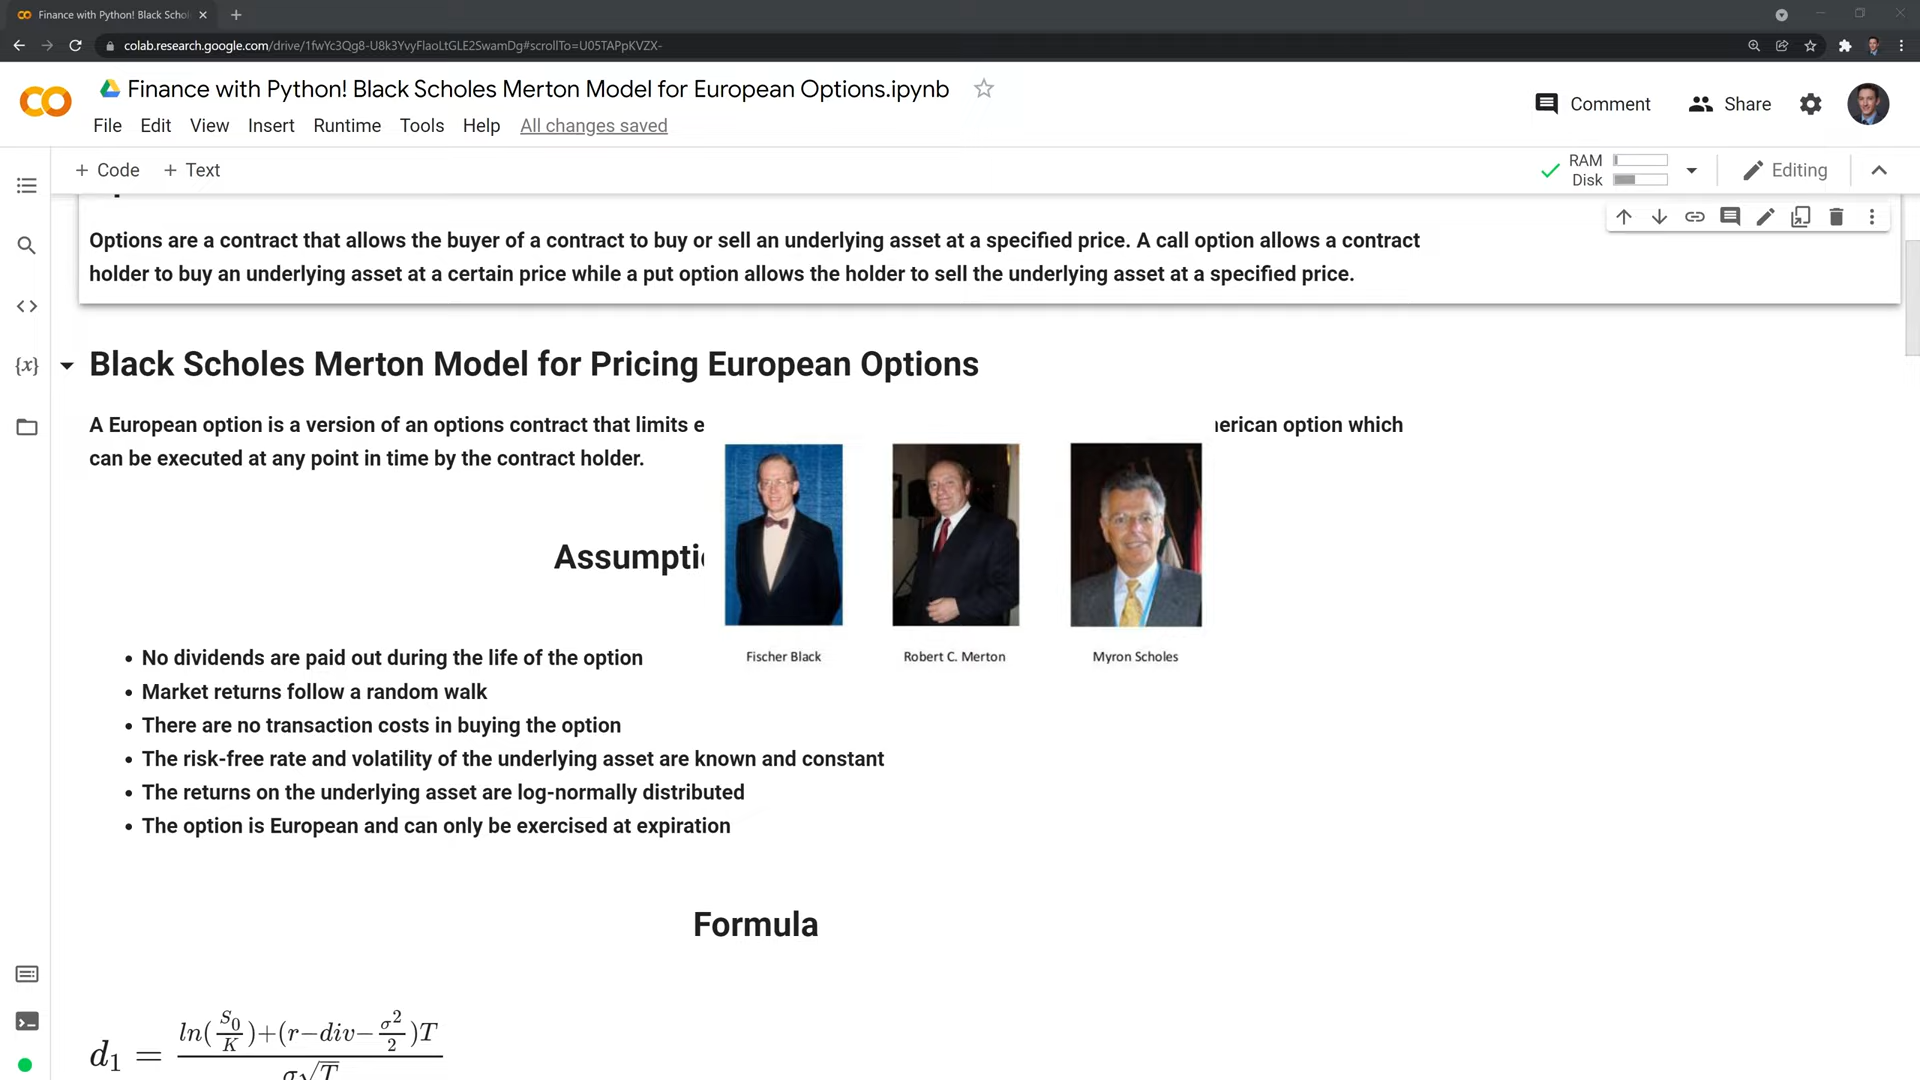 Finance with Python! Black Schol
colab.research.google.com/drive/1fwYc3Qg8-U8k3YvyFlaoLtGLE2SwamDg#scrollTo=U05TAPpKVZX-
Finance with Python! Black Scholes Merton Model for European Options.ipynb
Comment
Share
File Edit View Insert Runtime Tools Help All changes saved
+ Code + Text
RAM
Disk
Editing
Options are a contract that allows the buyer of a contract to buy or sell an underlying asset at a specified price. A call option allows a contract
holder to buy an underlying asset at a certain price while a put option allows the holder to sell the underlying asset at a specified price.
{x}
Black Scholes Merton Model for Pricing European Options
A European option is a version of an options contract that limits e
erican option which
can be executed at any point in time by the contract holder.
Assumpti
Fischer Black
Robert C. Merton
Myron Scholes
• No dividends are paid out during the life of the option
• Market returns follow a random walk
• There are no transaction costs in buying the option
• The risk-free rate and volatility of the underlying asset are known and constant
• The returns on the underlying asset are log-normally distributed
• The option is European and can only be exercised at expiration
Formula
d₁ = ln(S₀/K)+(r−div−σ²/2)T / σ√T